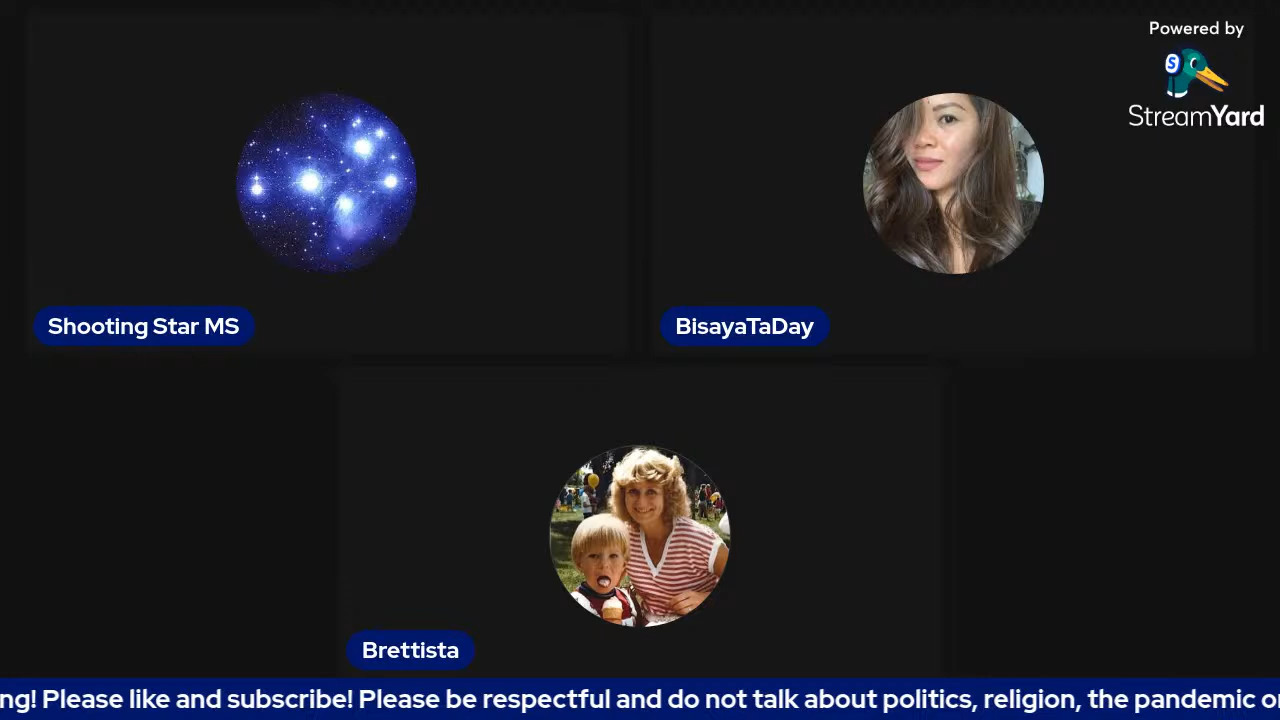 Powered by
S
StreamYard
Shooting Star MS
BisayaTaDay
Brettista
ng! Please like and subscribe! Please be respectful and do not talk about politics, religion, the pandemic o